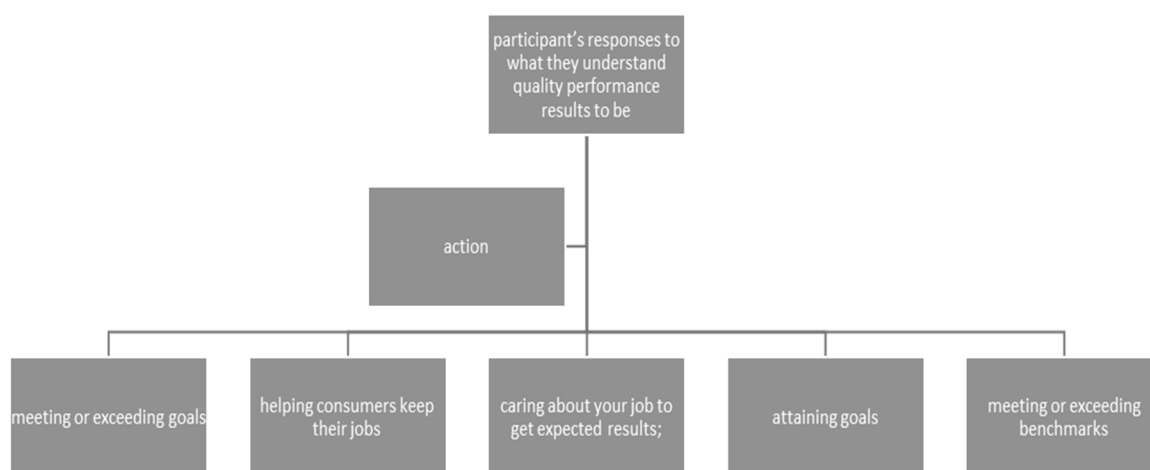 participant’s responses to
what they understand
quality performance
results to be
action
meeting or exceeding goals
helping consumers keep
their jobs
caring about your job to
get expected results;
attaining goals
meeting or exceeding
benchmarks